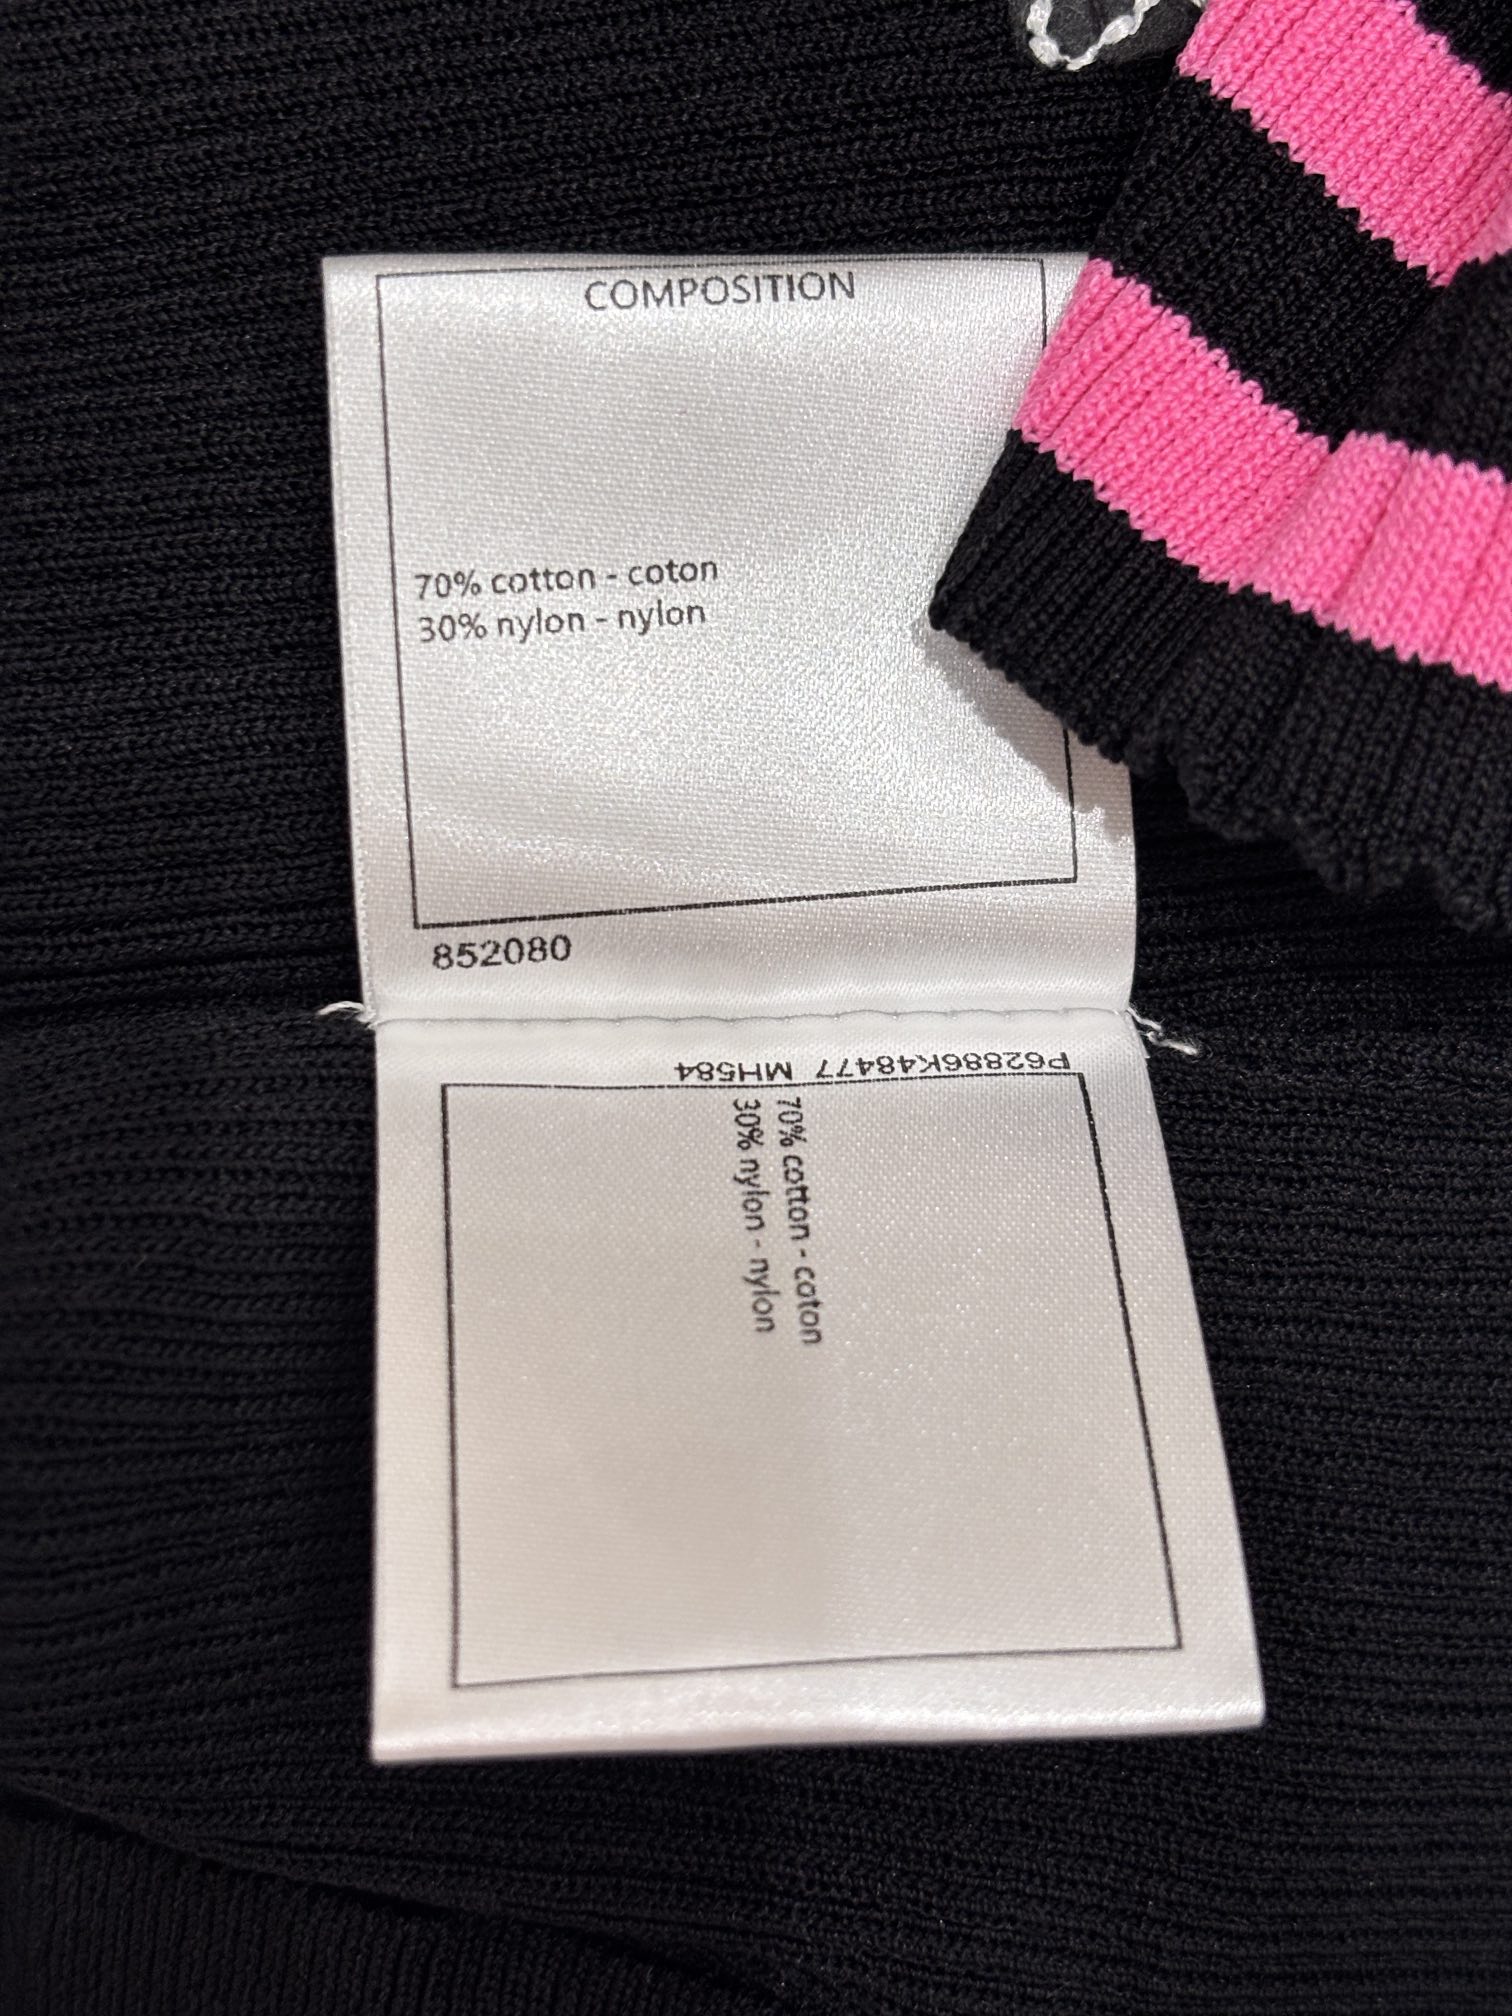 COMPOSITION
70% cotton - coton
30% nylon - nylon
852080
P62886K48477 MH584
70% cotton - coton
30% nylon - nylon